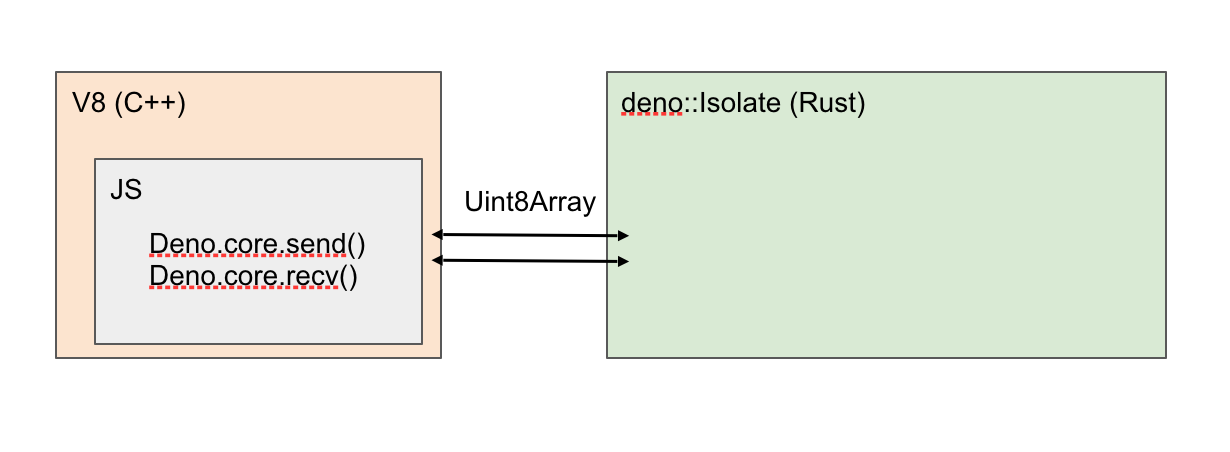 V8 (C++)
deno::Isolate (Rust)
JS
Uint8Array
Deno.core.send()
Deno.core.recv()